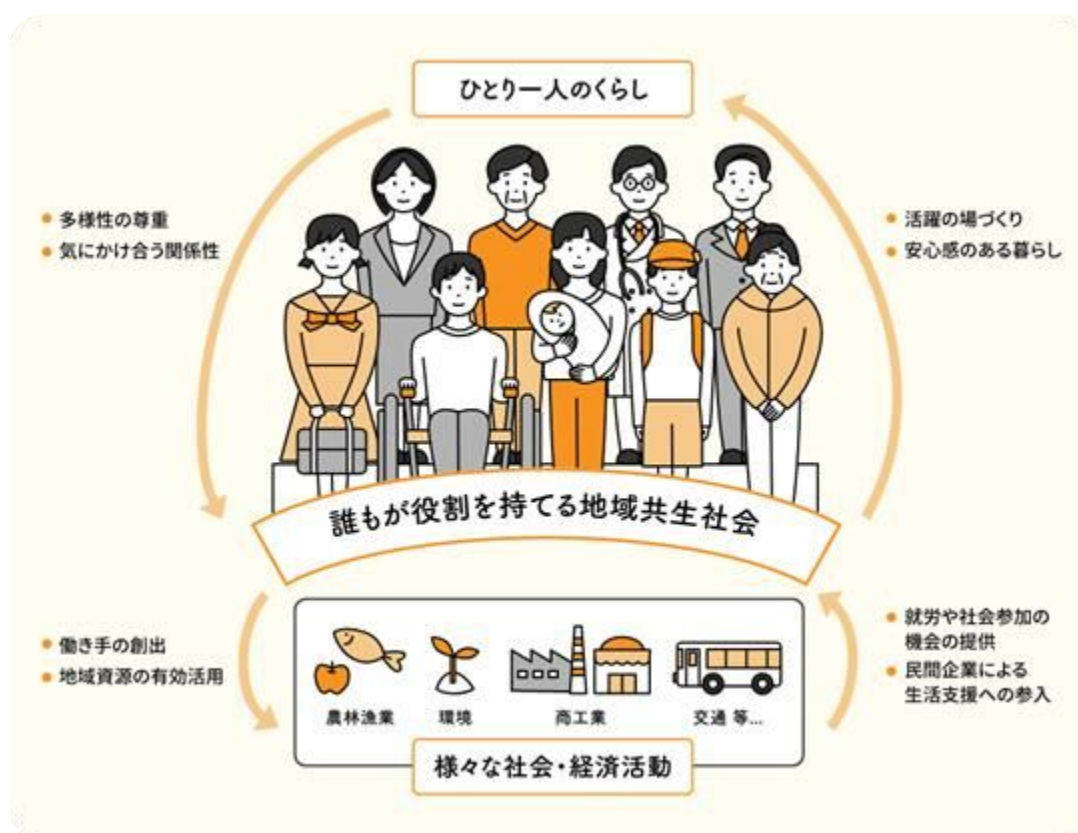 ひとり一人のくらし
• 多様性の尊重
• 気にかけ合う関係性
• 活躍の場づくり
• 安心感のある暮らし
誰もが役割を持てる地域共生社会
• 働き手の創出
• 地域資源の有効活用
• 就労や社会参加の
機会の提供
• 民間企業による
生活支援への参入
農林漁業
環境
商工業
交通 等...
様々な社会・経済活動